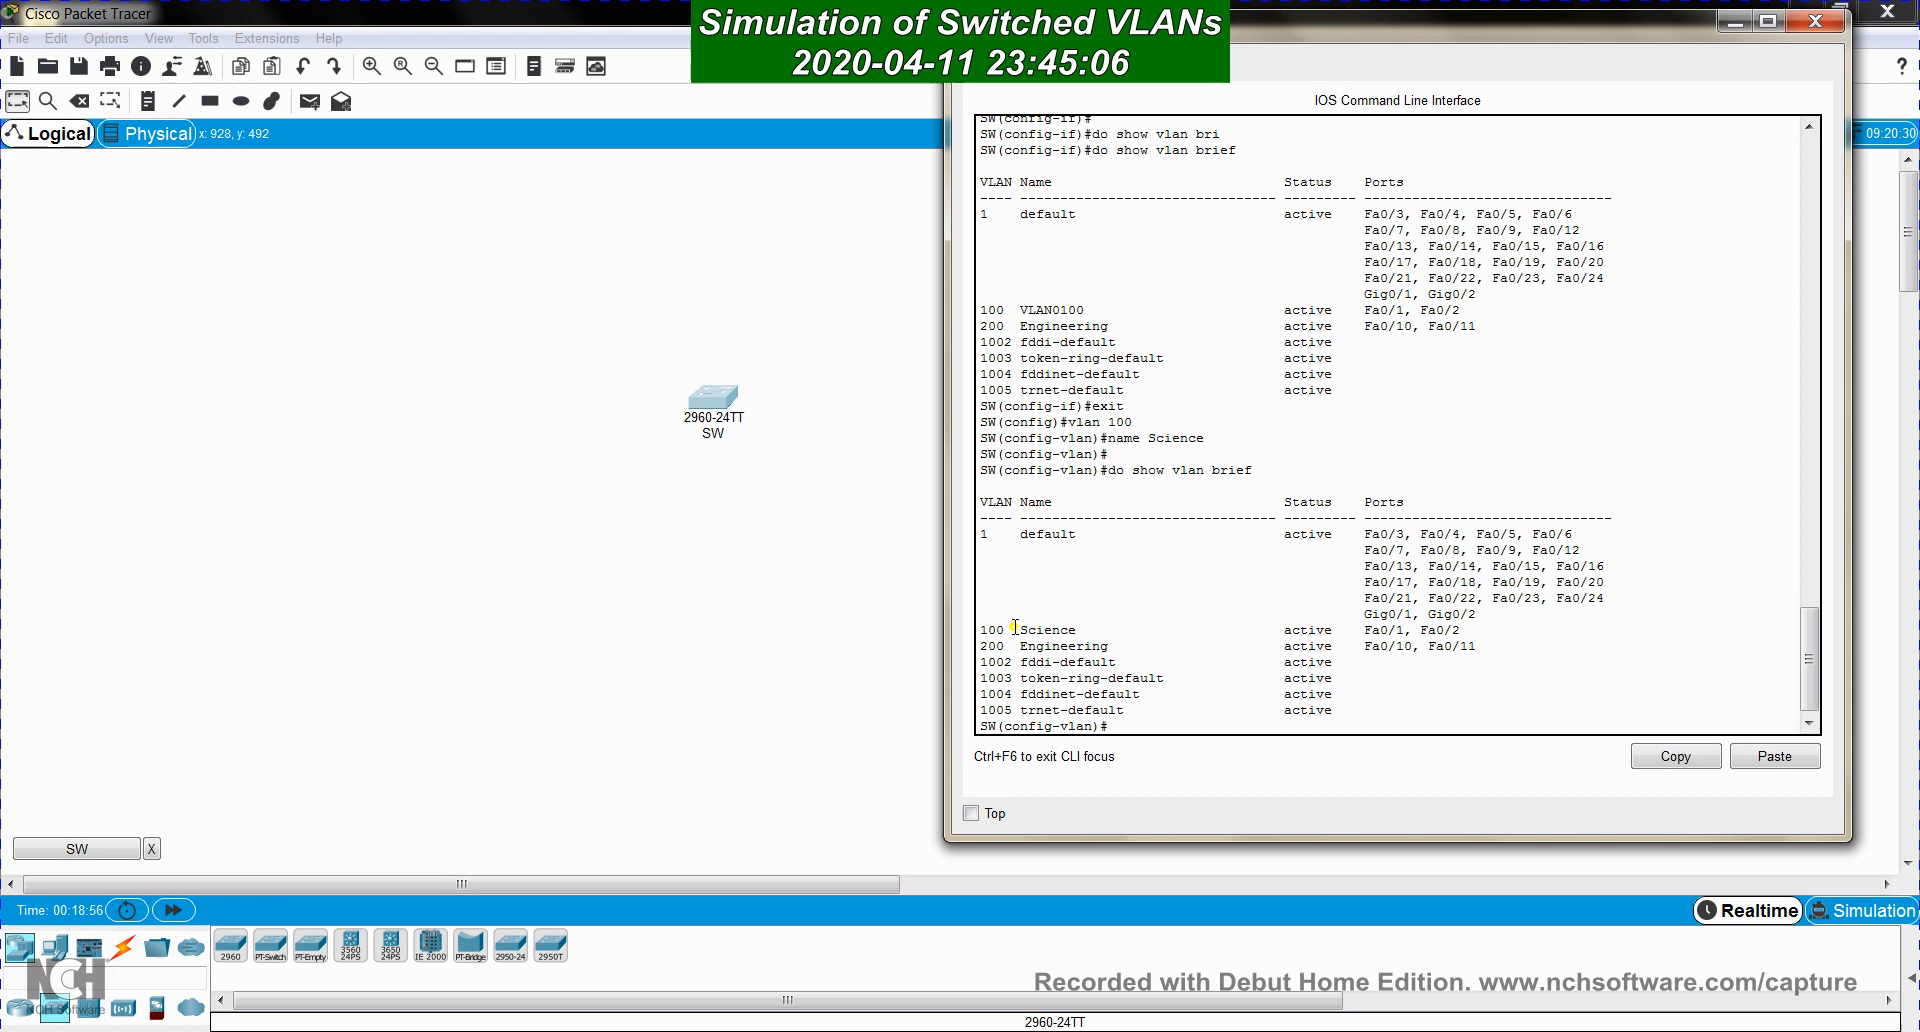 Cisco Packet Tracer
Simulation of Switched VLANs
2020-04-11 23:45:06
File Edit Options View Tools Extensions Help
IOS Command Line Interface
Logical Physical x: 928, y: 492
09:20:30
SW(config-if)#
SW(config-if)#do show vlan bri
SW(config-if)#do show vlan brief
VLAN Name Status Ports
---- -------------------------------- --------- -------------------------------
1 default active Fa0/3, Fa0/4, Fa0/5, Fa0/6
Fa0/7, Fa0/8, Fa0/9, Fa0/12
Fa0/13, Fa0/14, Fa0/15, Fa0/16
Fa0/17, Fa0/18, Fa0/19, Fa0/20
Fa0/21, Fa0/22, Fa0/23, Fa0/24
Gig0/1, Gig0/2
100 VLAN0100 active Fa0/1, Fa0/2
200 Engineering active Fa0/10, Fa0/11
1002 fddi-default active
1003 token-ring-default active
1004 fddinet-default active
1005 trnet-default active
SW(config-if)#exit
SW(config)#vlan 100
SW(config-vlan)#name Science
SW(config-vlan)#
SW(config-vlan)#do show vlan brief
VLAN Name Status Ports
---- -------------------------------- --------- -------------------------------
1 default active Fa0/3, Fa0/4, Fa0/5, Fa0/6
Fa0/7, Fa0/8, Fa0/9, Fa0/12
Fa0/13, Fa0/14, Fa0/15, Fa0/16
Fa0/17, Fa0/18, Fa0/19, Fa0/20
Fa0/21, Fa0/22, Fa0/23, Fa0/24
Gig0/1, Gig0/2
100 Science active Fa0/1, Fa0/2
200 Engineering active Fa0/10, Fa0/11
1002 fddi-default active
1003 token-ring-default active
1004 fddinet-default active
1005 trnet-default active
SW(config-vlan)#
2960-24TT
SW
Ctrl+F6 to exit CLI focus
Copy Paste
Top
SW X
Time: 00:18:56
Realtime Simulation
2960 PT-Switch PT-Empty 3560 24PS 3650 24PS IE 2000 PT-Bridge 2950-24 2950T
NCH
NCH Software
Recorded with Debut Home Edition. www.nchsoftware.com/capture
2960-24TT